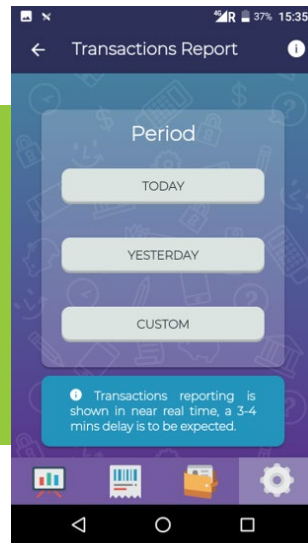 4G R 37% 15:35
Transactions Report
Period
TODAY
YESTERDAY
CUSTOM
Transactions reporting is
shown in near real time, a 3-4
mins delay is to be expected.